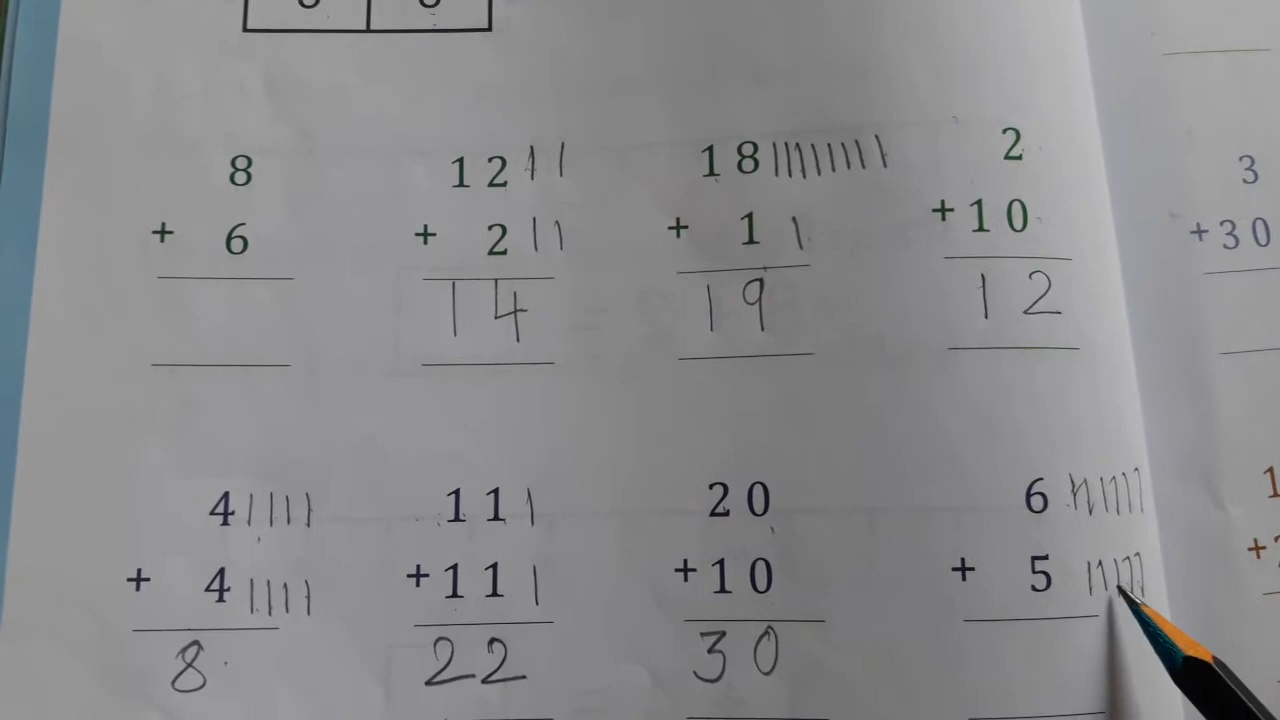 8 12 || 18 |||||||| 2 3
+ 6 + 2 || + 1 | +10 +30
14 19 12
4 |||| 11 | 20 6 ||||||
+ 4 |||| +11 | +10 + 5 |||||
8 22 30